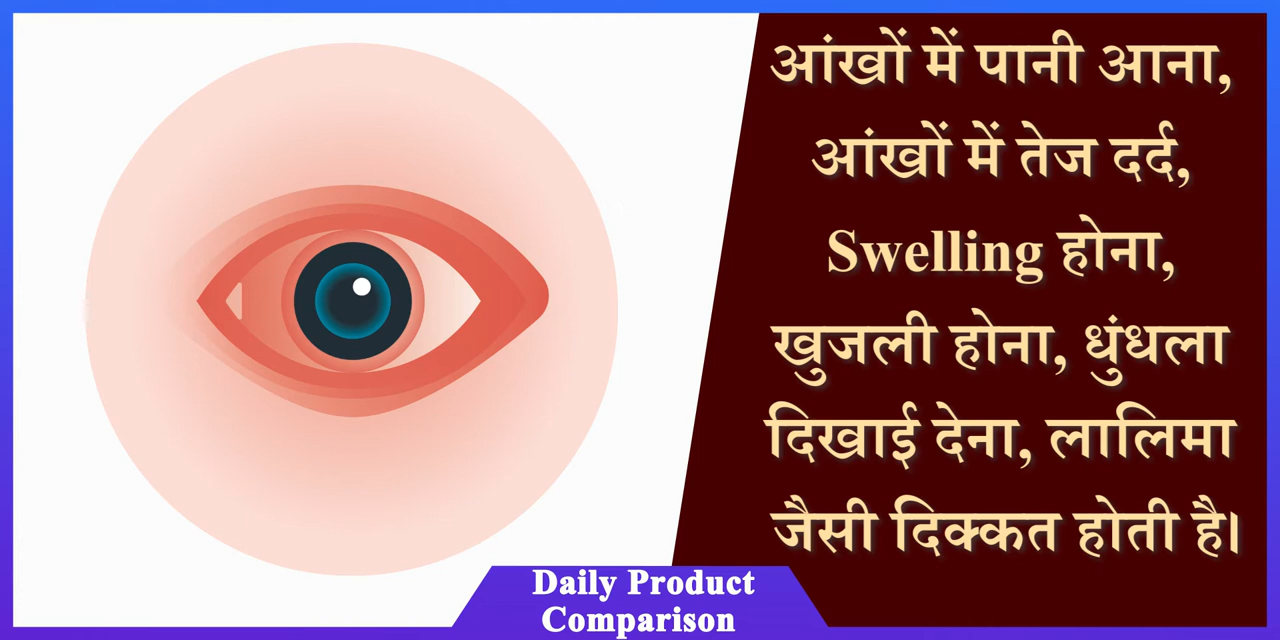 आंखों में पानी आना,
आंखों में तेज दर्द,
Swelling होना,
खुजली होना, धुंधला
दिखाई देना, लालिमा
जैसी दिक्कत होती है।
Daily Product
Comparison